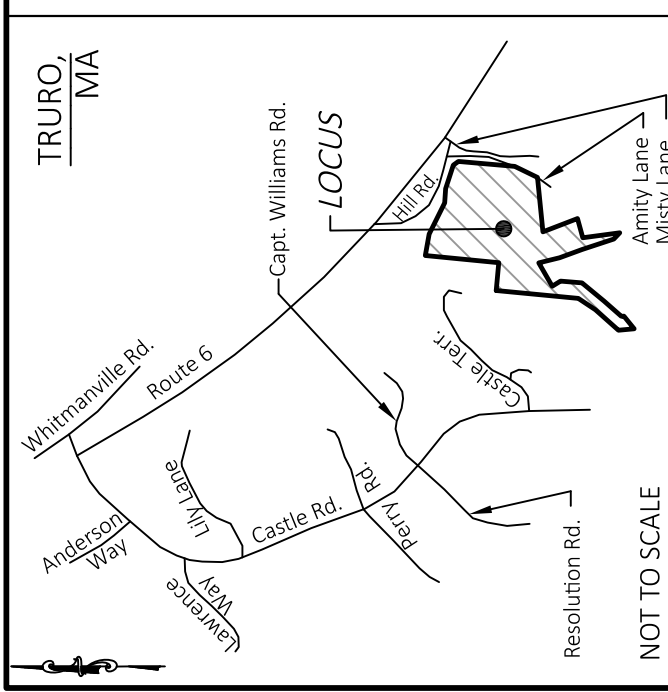 TRURO,
MA
Whitmanville Rd.
Route 6
Capt. Williams Rd.
LOCUS
Hill Rd.
Anderson
Way
Lily Lane
Lawrence
Way
Castle Rd.
Perry Rd.
Castle Terr.
Amity Lane
Misty Lane
Resolution Rd.
NOT TO SCALE